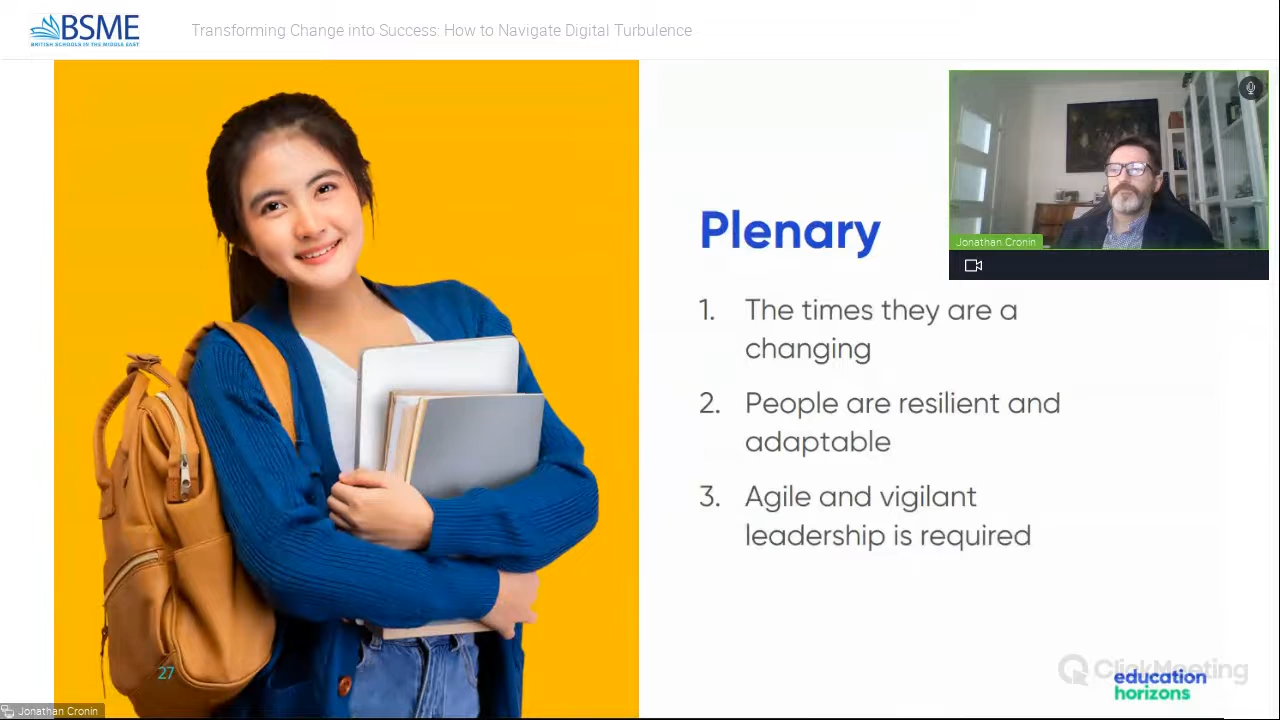 BSME
BRITISH SCHOOLS IN THE MIDDLE EAST
Transforming Change into Success: How to Navigate Digital Turbulence
Jonathan Cronin
Plenary
1. The times they are a
changing
2. People are resilient and
adaptable
3. Agile and vigilant
leadership is required
27
ClickMeeting
education
horizons
Jonathan Cronin